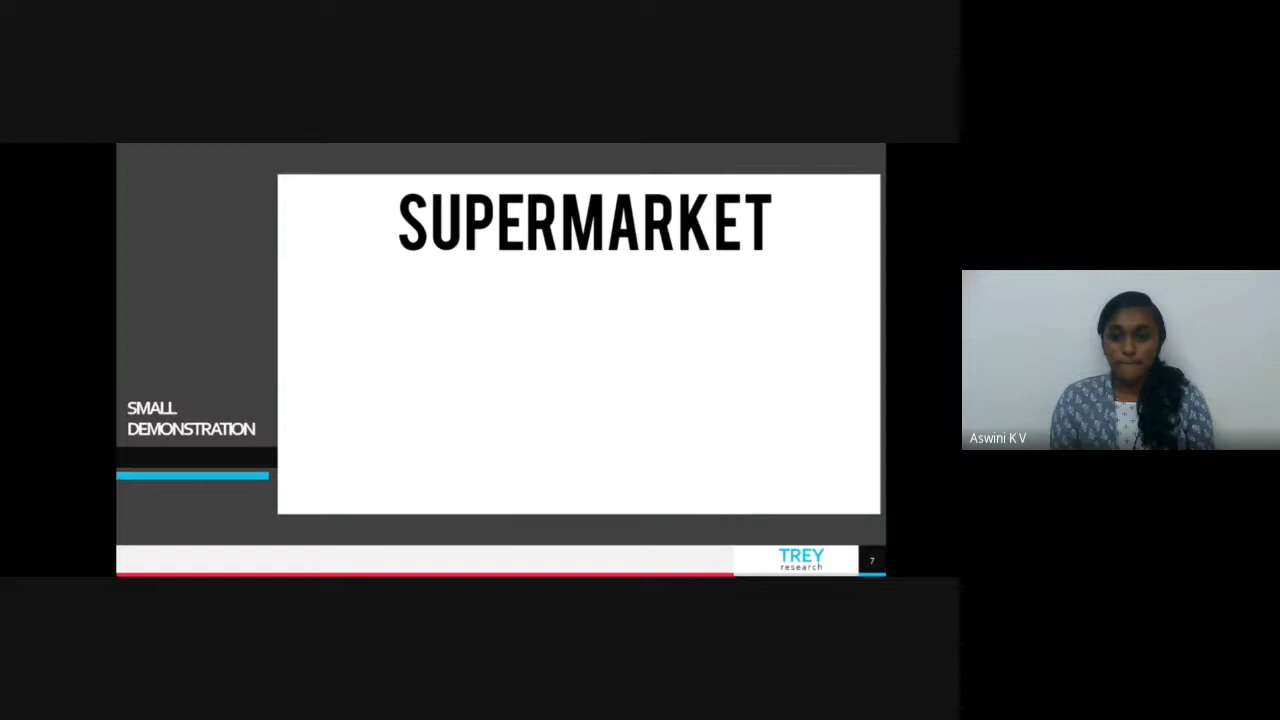 SUPERMARKET
SMALL
DEMONSTRATION
TREY
research
7
Aswini K V